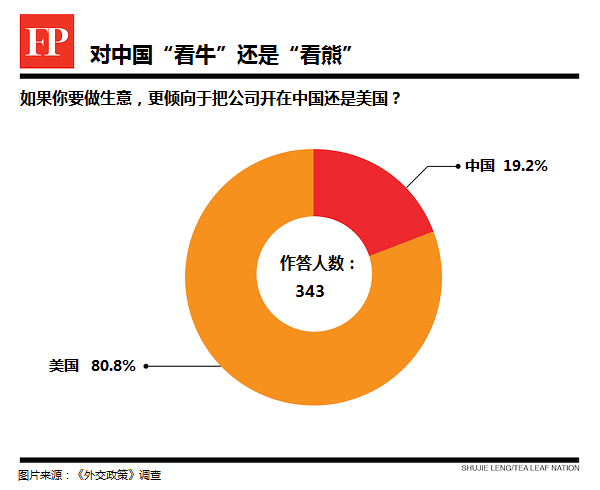 FP
对中国“看牛”还是“看熊”
如果你要做生意，更倾向于把公司开在中国还是美国？
中国 19.2%
作答人数：
343
美国 80.8%
SHUJIE LENG/TEA LEAF NATION
图片来源：《外交政策》调查